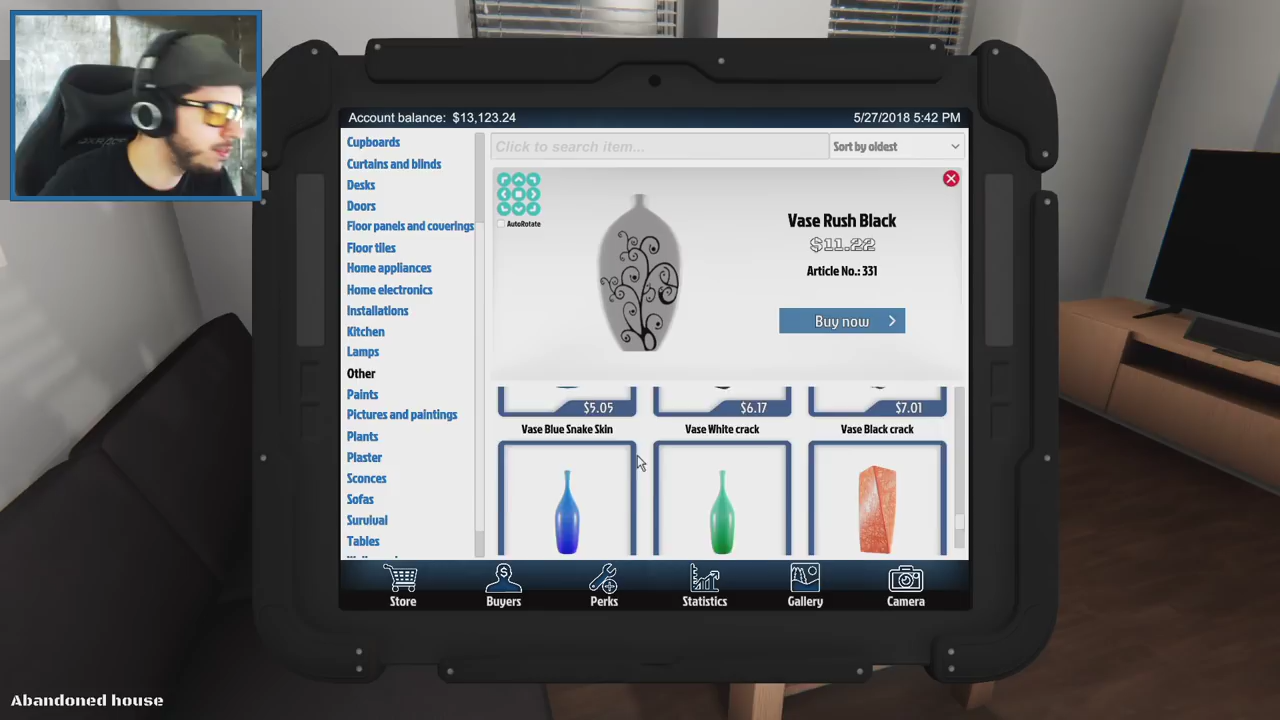 Account balance: $13,123.24
5/27/2018 5:42 PM
Cupboards
Curtains and blinds
Desks
Doors
Floor panels and coverings
Floor tiles
Home appliances
Home electronics
Installations
Kitchen
Lamps
Other
Paints
Pictures and paintings
Plants
Plaster
Sconces
Sofas
Survival
Tables
Click to search item...
Sort by oldest
AutoRotate
Vase Rush Black
$11.22
Article No.: 331
Buy now
$5.05
$6.17
$7.01
Vase Blue Snake Skin
Vase White crack
Vase Black crack
Store
Buyers
Perks
Statistics
Gallery
Camera
Abandoned house